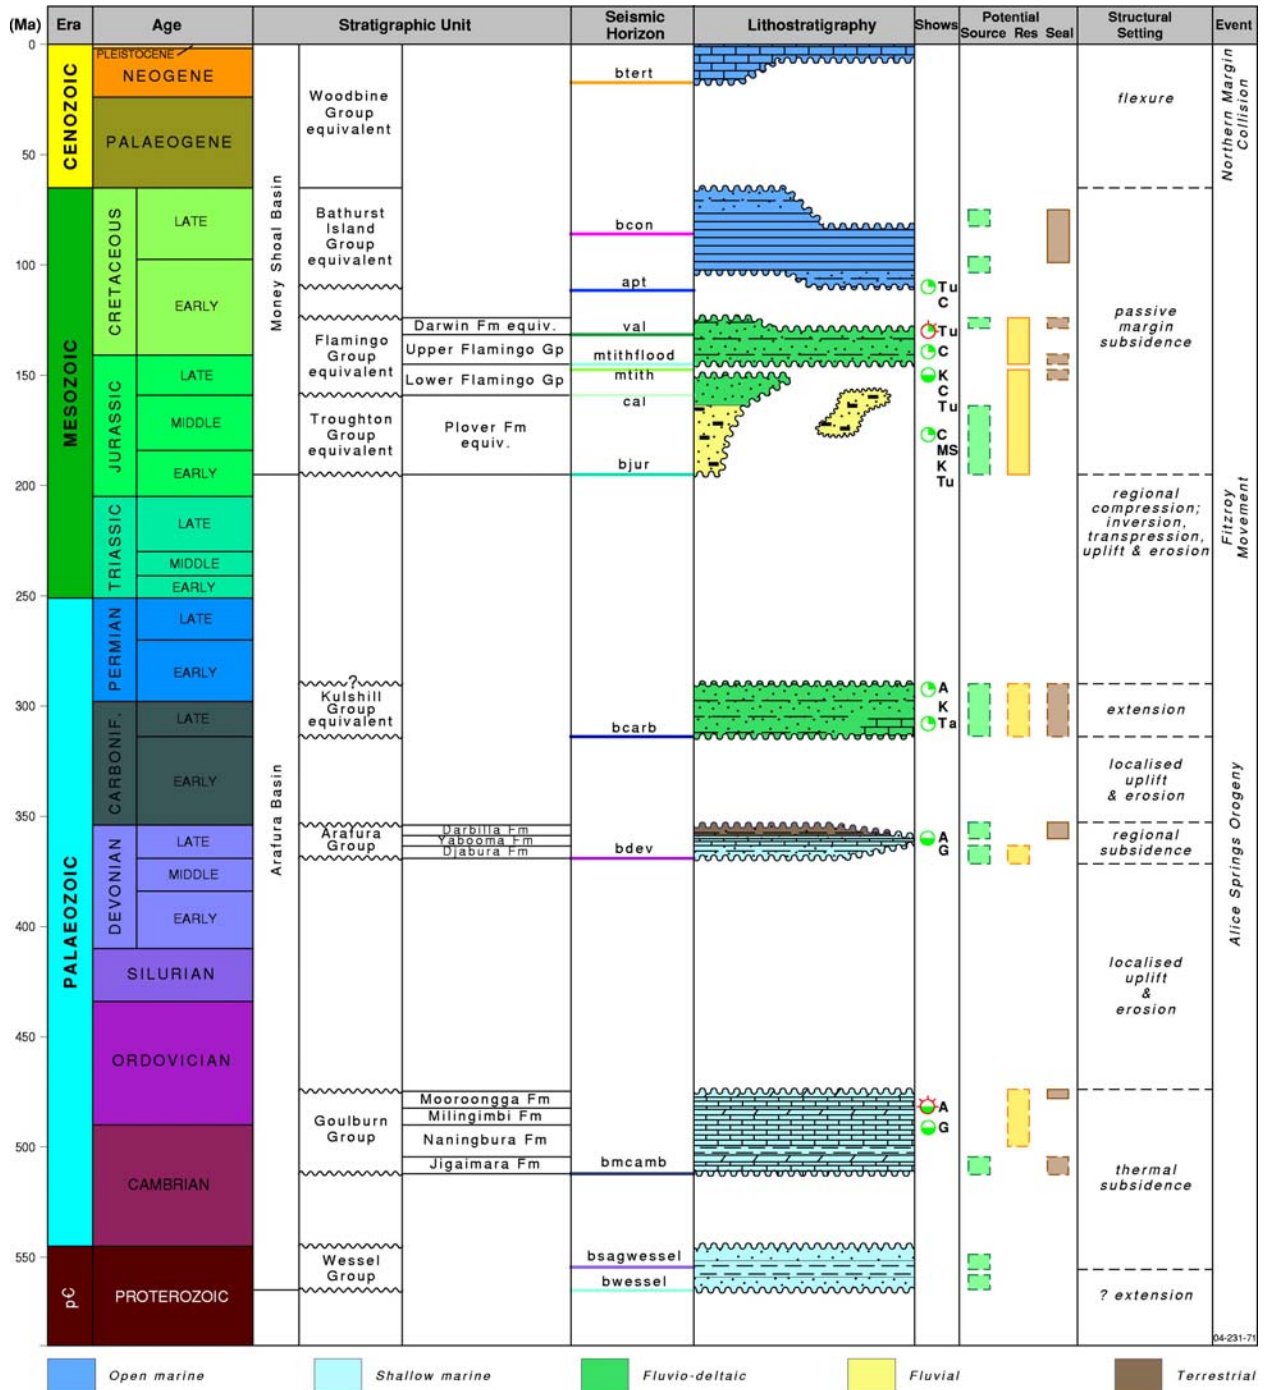 (Ma)
Era
Age
Stratigraphic Unit
Seismic
Horizon
Lithostratigraphy
Shows
Potential
Source Res Seal
Structural
Setting
Event
0
50
100
150
200
250
300
350
400
450
500
550
CENOZOIC
MESOZOIC
PALAEOZOIC
p€
PLEISTOCENE
NEOGENE
PALAEOGENE
CRETACEOUS
LATE
EARLY
JURASSIC
LATE
MIDDLE
EARLY
TRIASSIC
LATE
MIDDLE
EARLY
PERMIAN
LATE
EARLY
CARBONIF.
LATE
EARLY
DEVONIAN
LATE
MIDDLE
EARLY
SILURIAN
ORDOVICIAN
CAMBRIAN
PROTEROZOIC
Money Shoal Basin
Arafura Basin
Woodbine
Group
equivalent
Bathurst
Island
Group
equivalent
Flamingo
Group
equivalent
Troughton
Group
equivalent
?
Kulshill
Group
equivalent
Arafura
Group
Goulburn
Group
Wessel
Group
Darwin Fm equiv.
Upper Flamingo Gp
Lower Flamingo Gp
Plover Fm
equiv.
Darbilla Fm
Yabooma Fm
Djabura Fm
Mooroongga Fm
Milingimbi Fm
Naningbura Fm
Jigaimara Fm
btert
bcon
apt
val
mtithflood
mtith
cal
bjur
bcarb
bdev
bmcamb
bsagwessel
bwessel
Tu
C
Tu
C
K
C
Tu
C
MS
K
Tu
A
K
Ta
A
G
A
G
flexure
passive
margin
subsidence
regional
compression;
inversion,
transpression,
uplift & erosion
extension
localised
uplift
& erosion
regional
subsidence
localised
uplift
&
erosion
thermal
subsidence
? extension
Northern Margin
Collision
Fitzroy
Movement
Alice Springs Orogeny
04-231-71
Open marine
Shallow marine
Fluvio-deltaic
Fluvial
Terrestrial